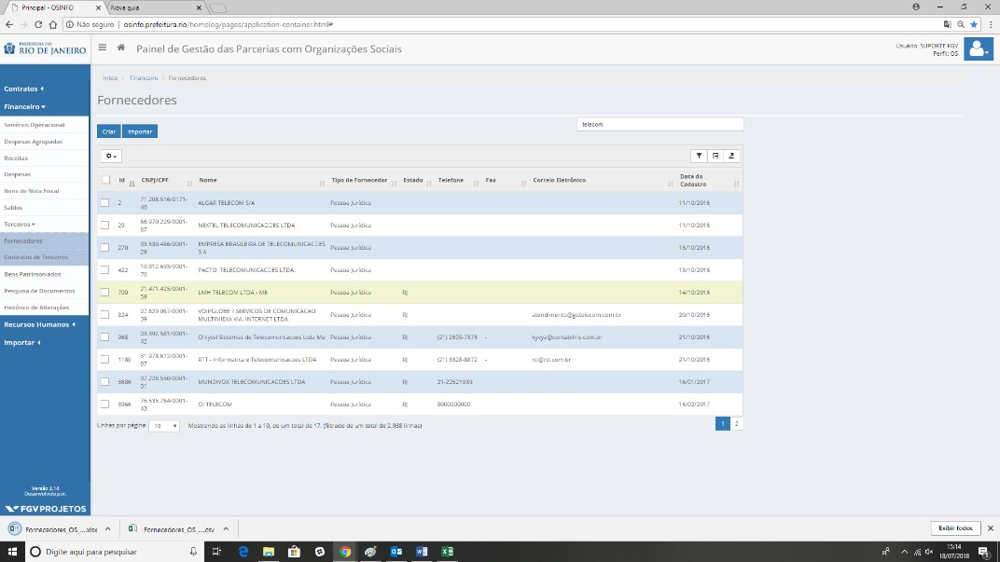 Principal - OSINFO
Nova guia
Não seguro | osinfo.prefeitura.rio/homolog/pages/application-container.html#
PREFEITURA DO
RIO DE JANEIRO
Painel de Gestão das Parcerias com Organizações Sociais
Usuário: SUPORTE FGV
Perfil: OS
Contratos
Financeiro
Sintético Operacional
Despesas Agrupadas
Receitas
Despesas
Itens de Nota Fiscal
Saldos
Terceiros
Fornecedores
Contratos de Terceiros
Bens Patrimoniados
Pesquisa de Documentos
Histórico de Alterações
Recursos Humanos
Importar
Versão 2.14
Desenvolvido por:
FGV PROJETOS
Início > Financeiro > Fornecedores
Fornecedores
Criar Importar
telecom
Id CNPJ/CPF Nome Tipo de Fornecedor Estado Telefone Fax Correio Eletrônico Data do Cadastro
2 71.208.516/0171-40 ALGAR TELECOM S/A Pessoa Jurídica 11/10/2016
29 66.970.229/0001-67 NEXTEL TELECOMUNICACOES LTDA Pessoa Jurídica 11/10/2016
270 33.530.486/0001-29 EMPRESA BRASILEIRA DE TELECOMUNICACOES S A Pessoa Jurídica 13/10/2016
422 10.812.693/0001-70 PACTO TELECOMUNICACOES LTDA. Pessoa Jurídica 13/10/2016
700 21.471.425/0001-59 LMH TELECOM LTDA - ME Pessoa Jurídica RJ 14/10/2016
824 07.629.067/0001-39 VOIPGLOBE ? SERVICOS DE COMUNICACAO MULTIMIDIA VIA. INTERNET LTDA. Pessoa Jurídica RJ atendimento@gotelecom.com.br 20/10/2016
968 03.392.581/0001-42 Onlytel Sistemas de Telecomunicacoes Ltda Me Pessoa Jurídica RJ (21) 2599-7373 - kyvya@contabilrio.com.br 21/10/2016
1180 31.978.612/0001-87 RTT - Informatica e Telecomunicacoes LTDA Pessoa Jurídica RJ (21) 3328-8872 - rtt@rtt.com.br 21/10/2016
3686 07.228.550/0001-01 MUNDIVOX TELECOMUNICACOES LTDA Pessoa Jurídica RJ 21-22521989 16/01/2017
3966 76.535.764/0001-43 OI TELECOM Pessoa Jurídica RJ 0000000000 15/02/2017
Linhas por página: 10 Mostrando as linhas de 1 a 10, de um total de 17. (filtrado de um total de 2.938 linhas)
1 2
Fornecedores_OS_....xlsx
Fornecedores_OS_....csv
Exibir todos
Digite aqui para pesquisar
15:14
18/07/2018